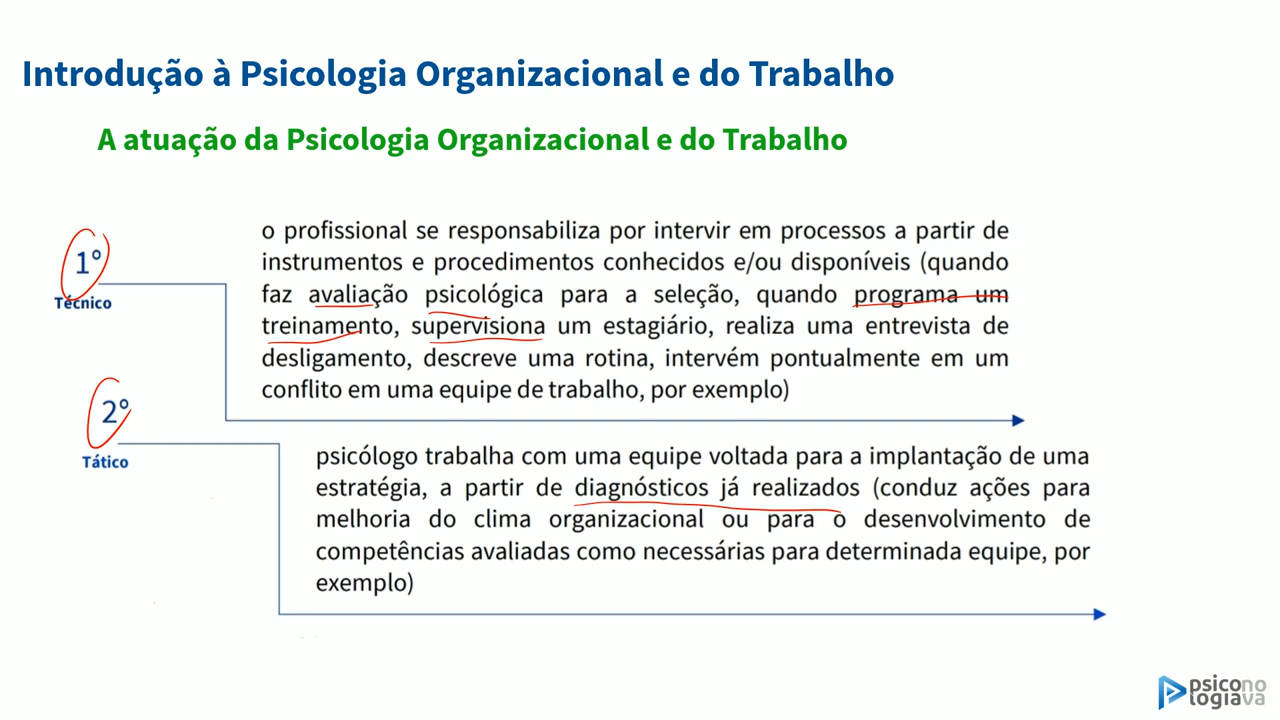 Introdução à Psicologia Organizacional e do Trabalho
A atuação da Psicologia Organizacional e do Trabalho
1º
Técnico
o profissional se responsabiliza por intervir em processos a partir de
instrumentos e procedimentos conhecidos e/ou disponíveis (quando
faz avaliação psicológica para a seleção, quando programa um
treinamento, supervisiona um estagiário, realiza uma entrevista de
desligamento, descreve uma rotina, intervém pontualmente em um
conflito em uma equipe de trabalho, por exemplo)
2º
Tático
psicólogo trabalha com uma equipe voltada para a implantação de uma
estratégia, a partir de diagnósticos já realizados (conduz ações para
melhoria do clima organizacional ou para o desenvolvimento de
competências avaliadas como necessárias para determinada equipe, por
exemplo)
psicono
logiava